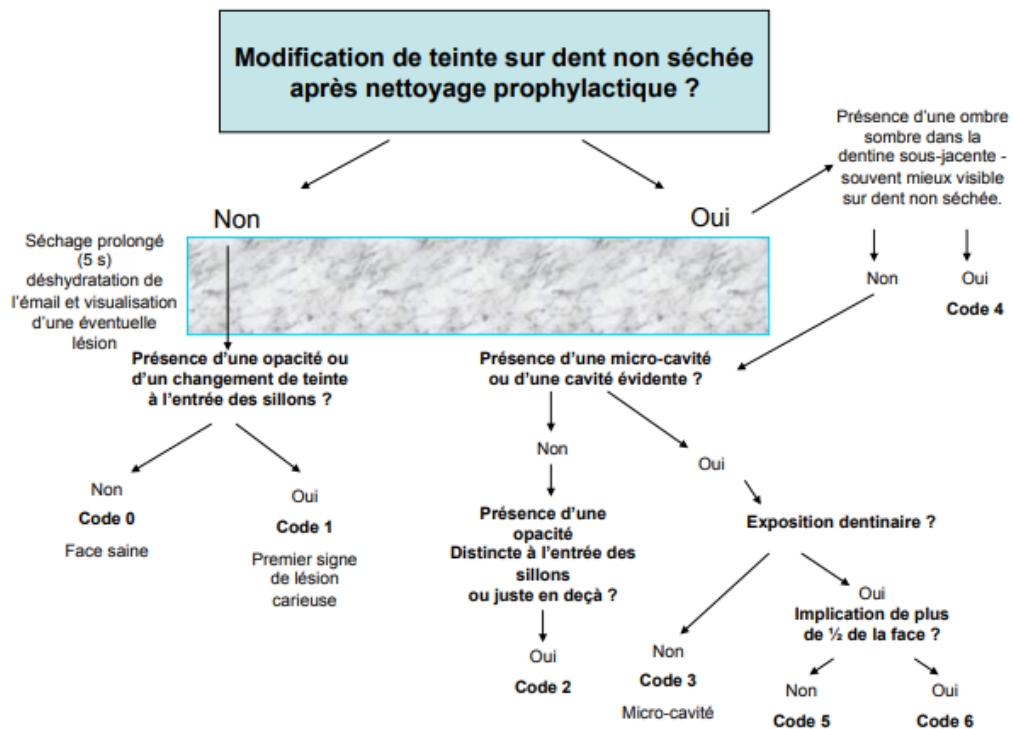 Modification de teinte sur dent non séchée
après nettoyage prophylactique ?
Présence d'une ombre
sombre dans la
dentine sous-jacente -
souvent mieux visible
sur dent non séchée.
Non
Oui
Séchage prolongé
(5 s)
déshydratation de
l'émail et visualisation
d'une éventuelle
lésion
Non
Oui
Code 4
Présence d'une opacité ou
d'un changement de teinte
à l'entrée des sillons ?
Présence d'une micro-cavité
ou d'une cavité évidente ?
Non
Code 0
Face saine
Oui
Code 1
Premier signe
de lésion
carieuse
Non
Oui
Présence d'une
opacité
Distincte à l'entrée des
sillons
ou juste en deçà ?
Exposition dentinaire ?
Oui
Code 2
Non
Code 3
Micro-cavité
Oui
Implication de plus
de ½ de la face ?
Non
Code 5
Oui
Code 6